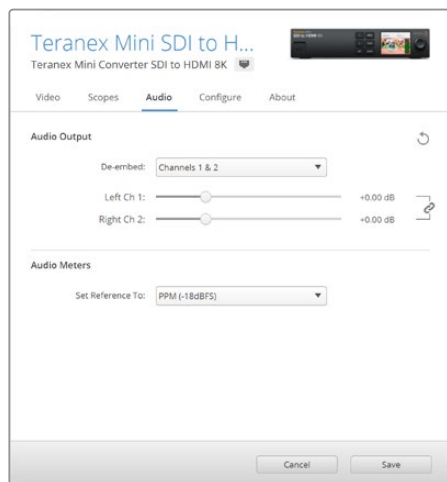 Teranex Mini SDI to H...
Teranex Mini Converter SDI to HDMI 8K
Video Scopes Audio Configure About
Audio Output
De-embed: Channels 1 & 2
Left Ch 1: +0.00 dB
Right Ch 2: +0.00 dB
Audio Meters
Set Reference To: PPM (-18dBFS)
Cancel Save